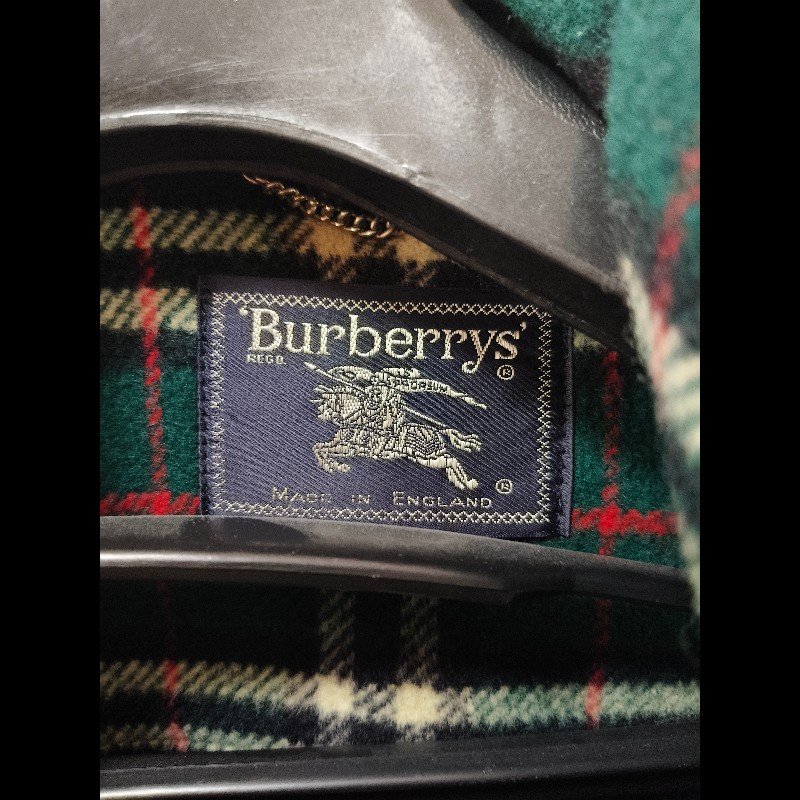 'Burberrys'
REGD.
®
PRORSUM
®
MADE IN ENGLAND